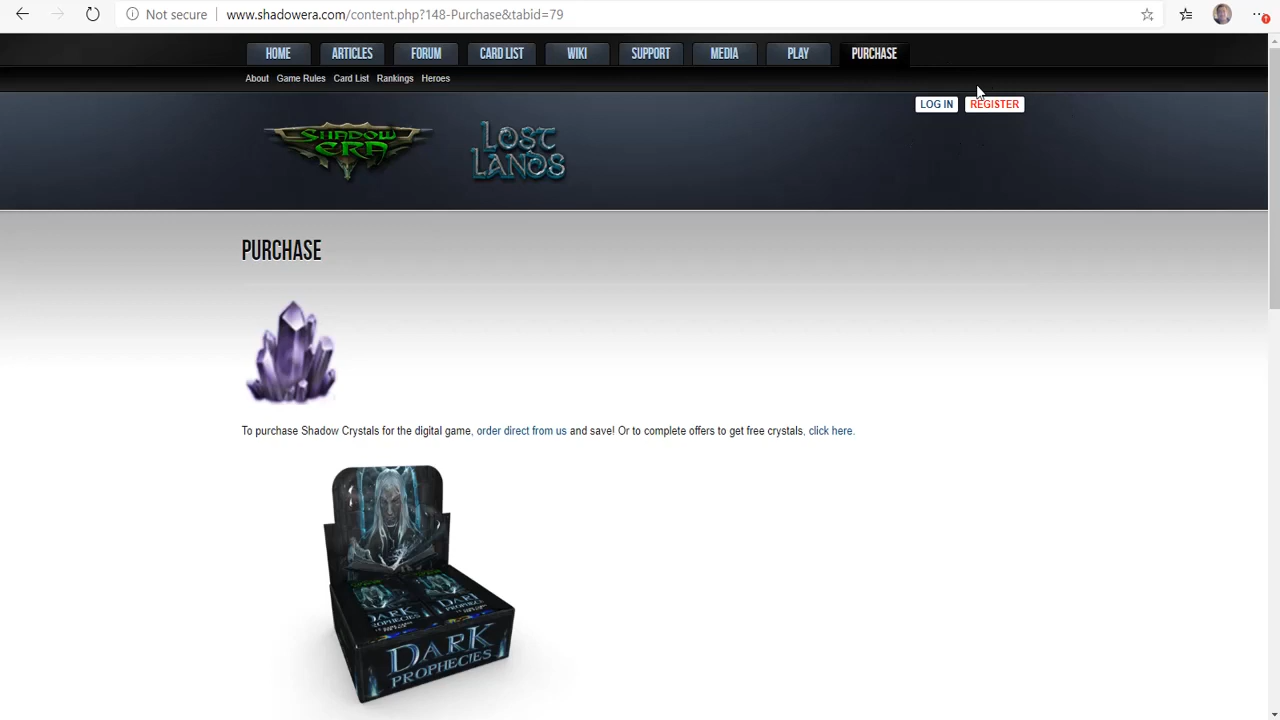 Not secure www.shadowera.com/content.php?148-Purchase&tabid=79
HOME ARTICLES FORUM CARD LIST WIKI SUPPORT MEDIA PLAY PURCHASE
About Game Rules Card List Rankings Heroes
LOG IN REGISTER
SHADOW ERA
LOST LANDS
PURCHASE
To purchase Shadow Crystals for the digital game, order direct from us and save! Or to complete offers to get free crystals, click here.
DARK PROPHECIES